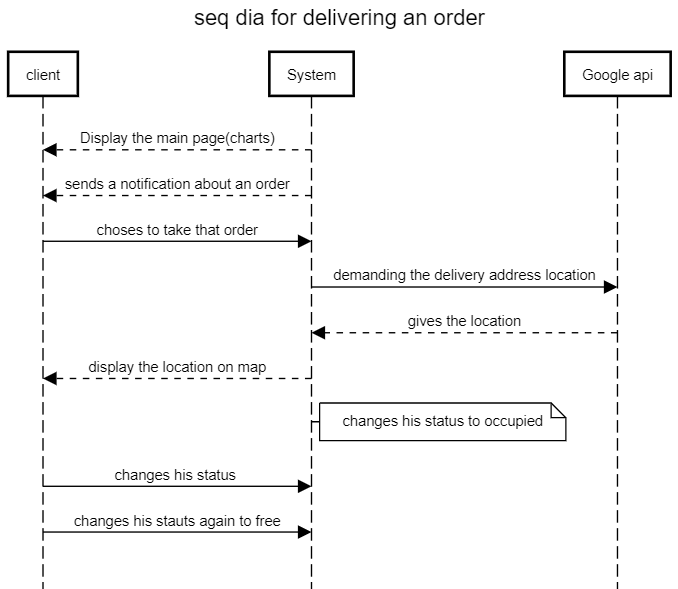 seq dia for delivering an order
client
System
Google api
Display the main page(charts)
sends a notification about an order
choses to take that order
demanding the delivery address location
gives the location
display the location on map
changes his status to occupied
changes his status
changes his stauts again to free